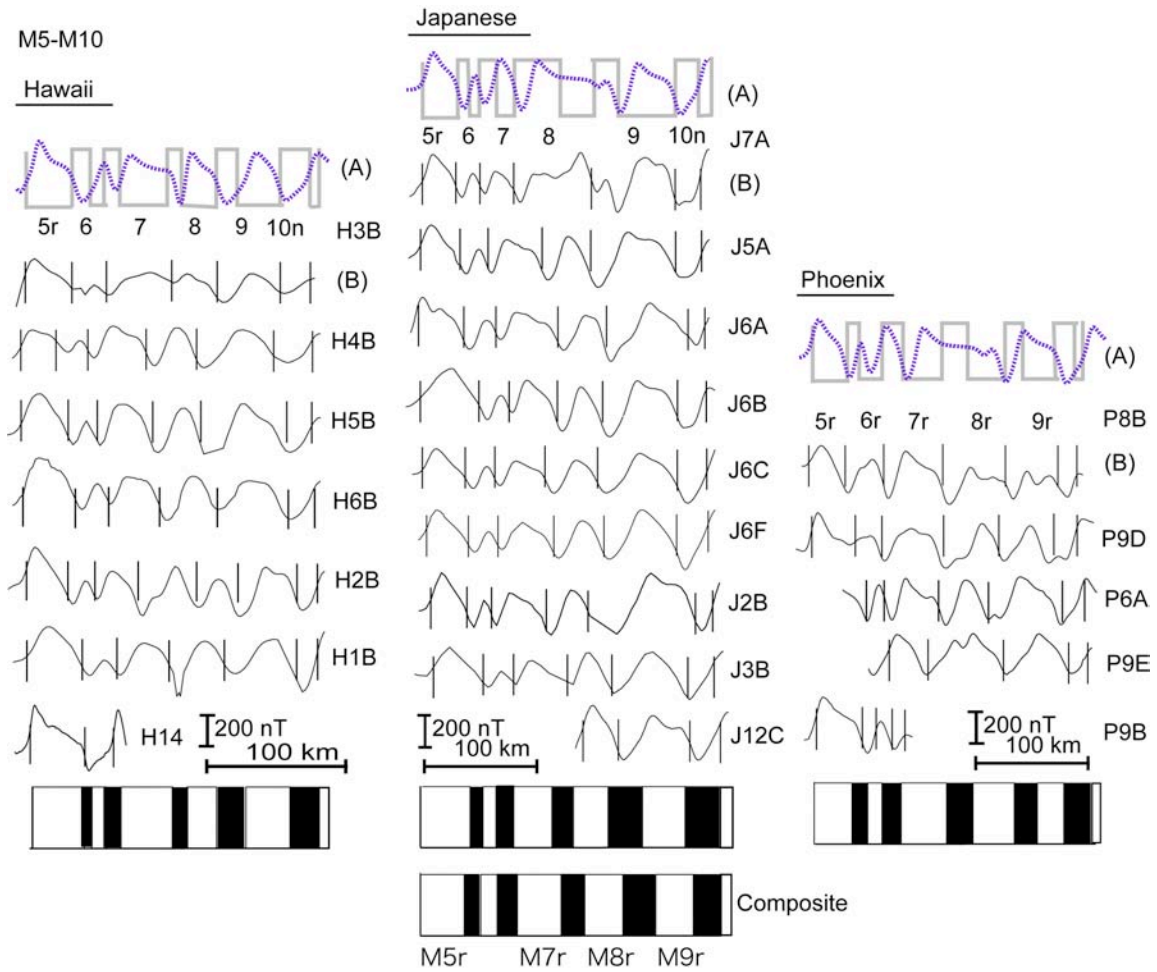 M5-M10
Hawaii
(A)
5r 6 7 8 9 10n H3B
(B)
H4B
H5B
H6B
H2B
H1B
H14
200 nT
100 km
Japanese
(A)
5r 6 7 8 9 10n J7A
(B)
J5A
J6A
J6B
J6C
J6F
J2B
J3B
J12C
200 nT
100 km
Composite
M5r M7r M8r M9r
Phoenix
(A)
5r 6r 7r 8r 9r P8B
(B)
P9D
P6A
P9E
P9B
100 km